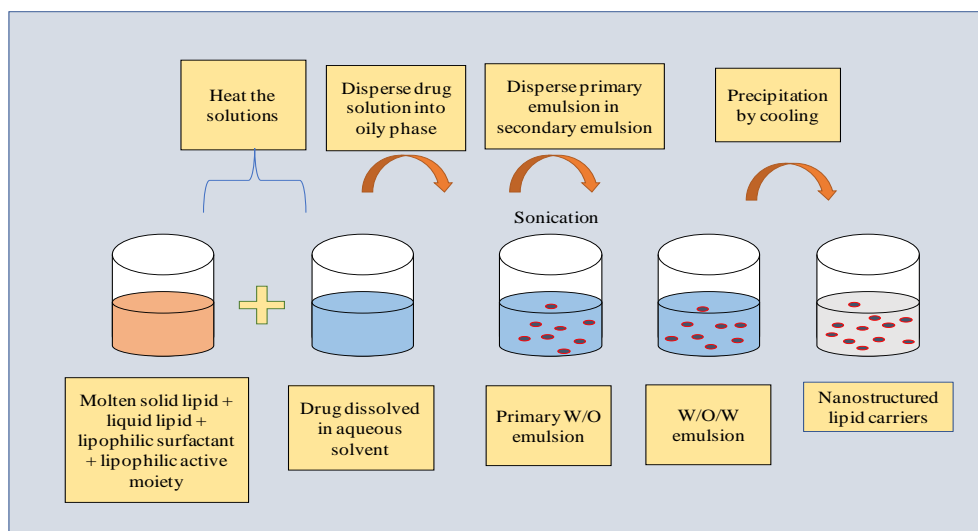 Heat the
solutions
Disperse drug
solution into
oily phase
Disperse primary
emulsion in
secondary emulsion
Precipitation
by cooling
Sonication
Molten solid lipid +
liquid lipid +
lipophilic surfactant
+ lipophilic active
moiety
Drug dissolved
in aqueous
solvent
Primary W/O
emulsion
W/O/W
emulsion
Nanostructured
lipid carriers